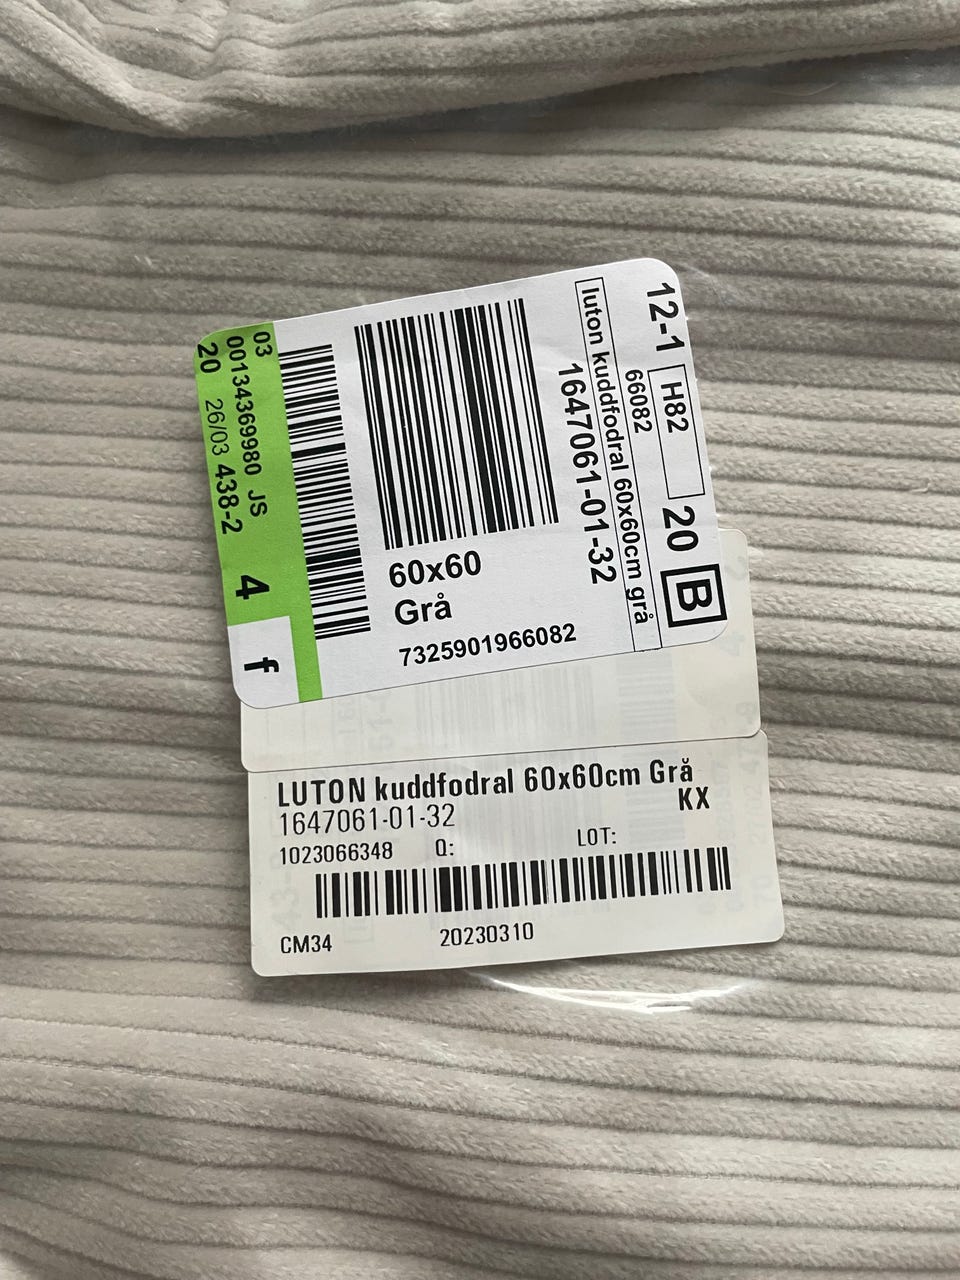 12-1 H82 20 B
66082
luton kuddfodral 60x60cm grå
1647061-01-32
60x60
Grå
7325901966082
03
00134369980 JS
20 26/03 438-2 4 f
LUTON kuddfodral 60x60cm Grå
KX
1647061-01-32
1023066348 Q: LOT:
CM34 20230310